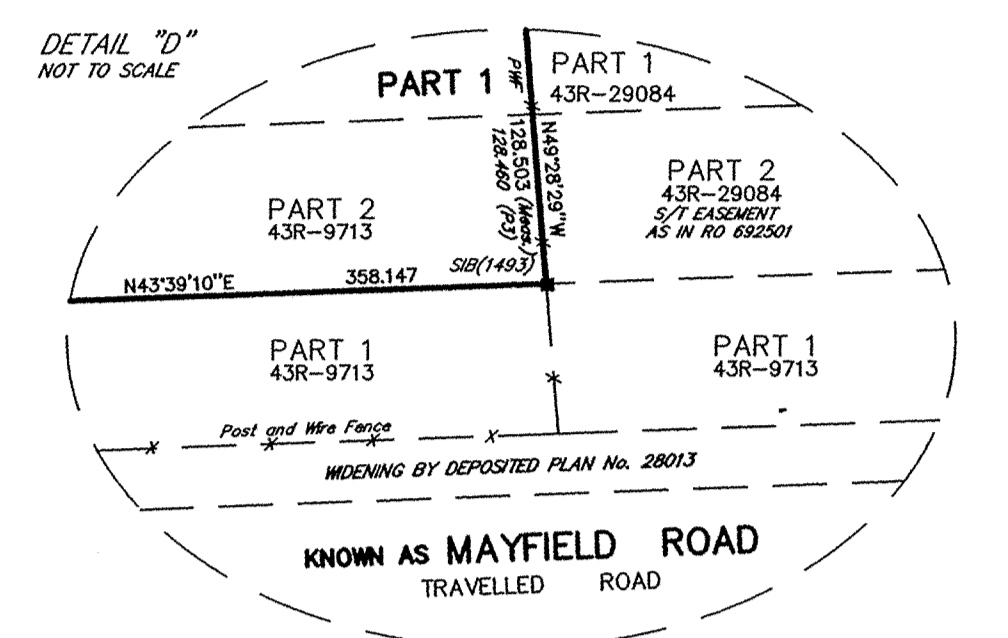 DETAIL "D"
NOT TO SCALE
PART 1
PWF
PART 1
43R-29084
128.503 (Meas.)
128.460 (P3)
N49°28'29"W
PART 2
43R-9713
PART 2
43R-29084
S/T EASEMENT
AS IN RO 692501
SIB(1493)
N43°39'10"E
358.147
PART 1
43R-9713
PART 1
43R-9713
Post and Wire Fence
WIDENING BY DEPOSITED PLAN No. 28013
KNOWN AS MAYFIELD ROAD
TRAVELLED ROAD